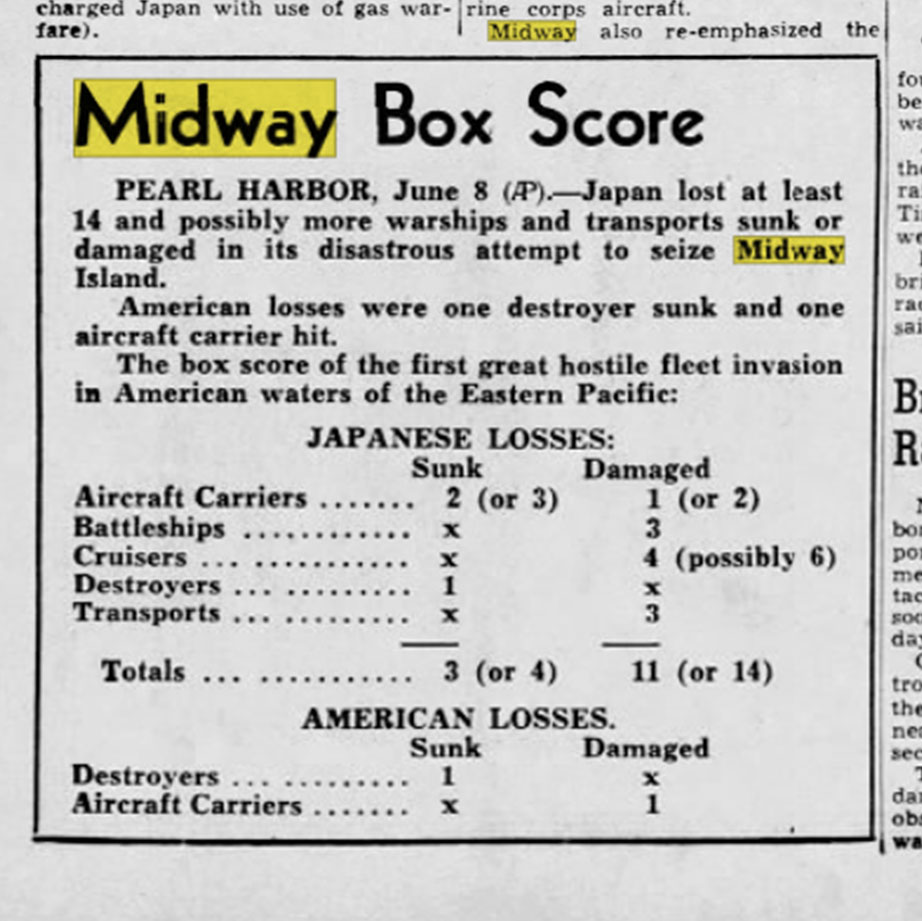 charged Japan with use of gas war-
fare).
rine corps aircraft.
Midway also re-emphasized the
Midway Box Score
PEARL HARBOR, June 8 (AP).—Japan lost at least
14 and possibly more warships and transports sunk or
damaged in its disastrous attempt to seize Midway
Island.
American losses were one destroyer sunk and one
aircraft carrier hit.
The box score of the first great hostile fleet invasion
in American waters of the Eastern Pacific:
JAPANESE LOSSES:
Sunk Damaged
Aircraft Carriers ....... 2 (or 3) 1 (or 2)
Battleships ............ x 3
Cruisers ... ............ x 4 (possibly 6)
Destroyers ... .......... 1 x
Transports ... .......... x 3
Totals ... ............ 3 (or 4) 11 (or 14)
AMERICAN LOSSES.
Sunk Damaged
Destroyers ... .......... 1 x
Aircraft Carriers ....... x 1